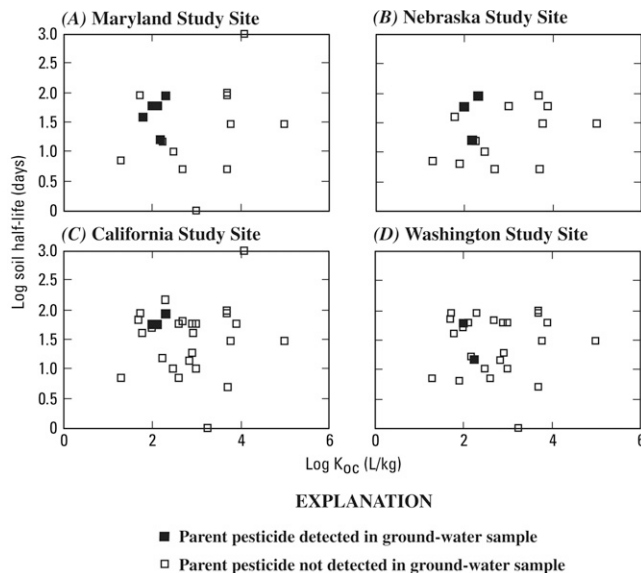 (A) Maryland Study Site
(B) Nebraska Study Site
3.0
2.5
2.0
1.5
1.0
0.5
0
(C) California Study Site
(D) Washington Study Site
3.0
2.5
2.0
1.5
1.0
0.5
0
0 2 4 6
0 2 4 6
Log soil half-life (days)
Log KOC (L/kg)
EXPLANATION
■ Parent pesticide detected in ground-water sample
□ Parent pesticide not detected in ground-water sample